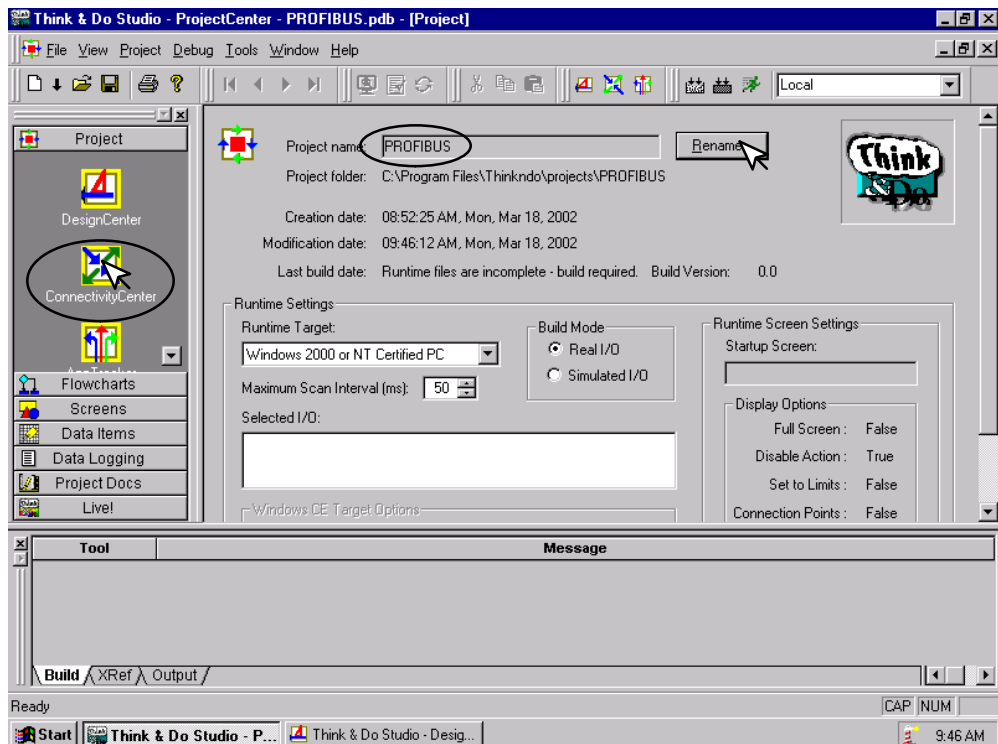 Think & Do Studio - ProjectCenter - PROFIBUS.pdb - [Project]
File View Project Debug Tools Window Help
Local
Project
DesignCenter
ConnectivityCenter
Flowcharts
Screens
Data Items
Data Logging
Project Docs
Live!
Project name: PROFIBUS
Rename
Think & Do
Project folder: C:\Program Files\Thinkndo\projects\PROFIBUS
Creation date: 08:52:25 AM, Mon, Mar 18, 2002
Modification date: 09:46:12 AM, Mon, Mar 18, 2002
Last build date: Runtime files are incomplete - build required. Build Version: 0.0
Runtime Settings
Runtime Target:
Windows 2000 or NT Certified PC
Maximum Scan Interval (ms): 50
Selected I/O:
Build Mode
Real I/O
Simulated I/O
Windows CE Target Options
Runtime Screen Settings
Startup Screen:
Display Options
Full Screen : False
Disable Action : True
Set to Limits : False
Connection Points : False
Tool Message
Build XRef Output
Ready CAP NUM
Start Think & Do Studio - P... Think & Do Studio - Desig... 9:46 AM